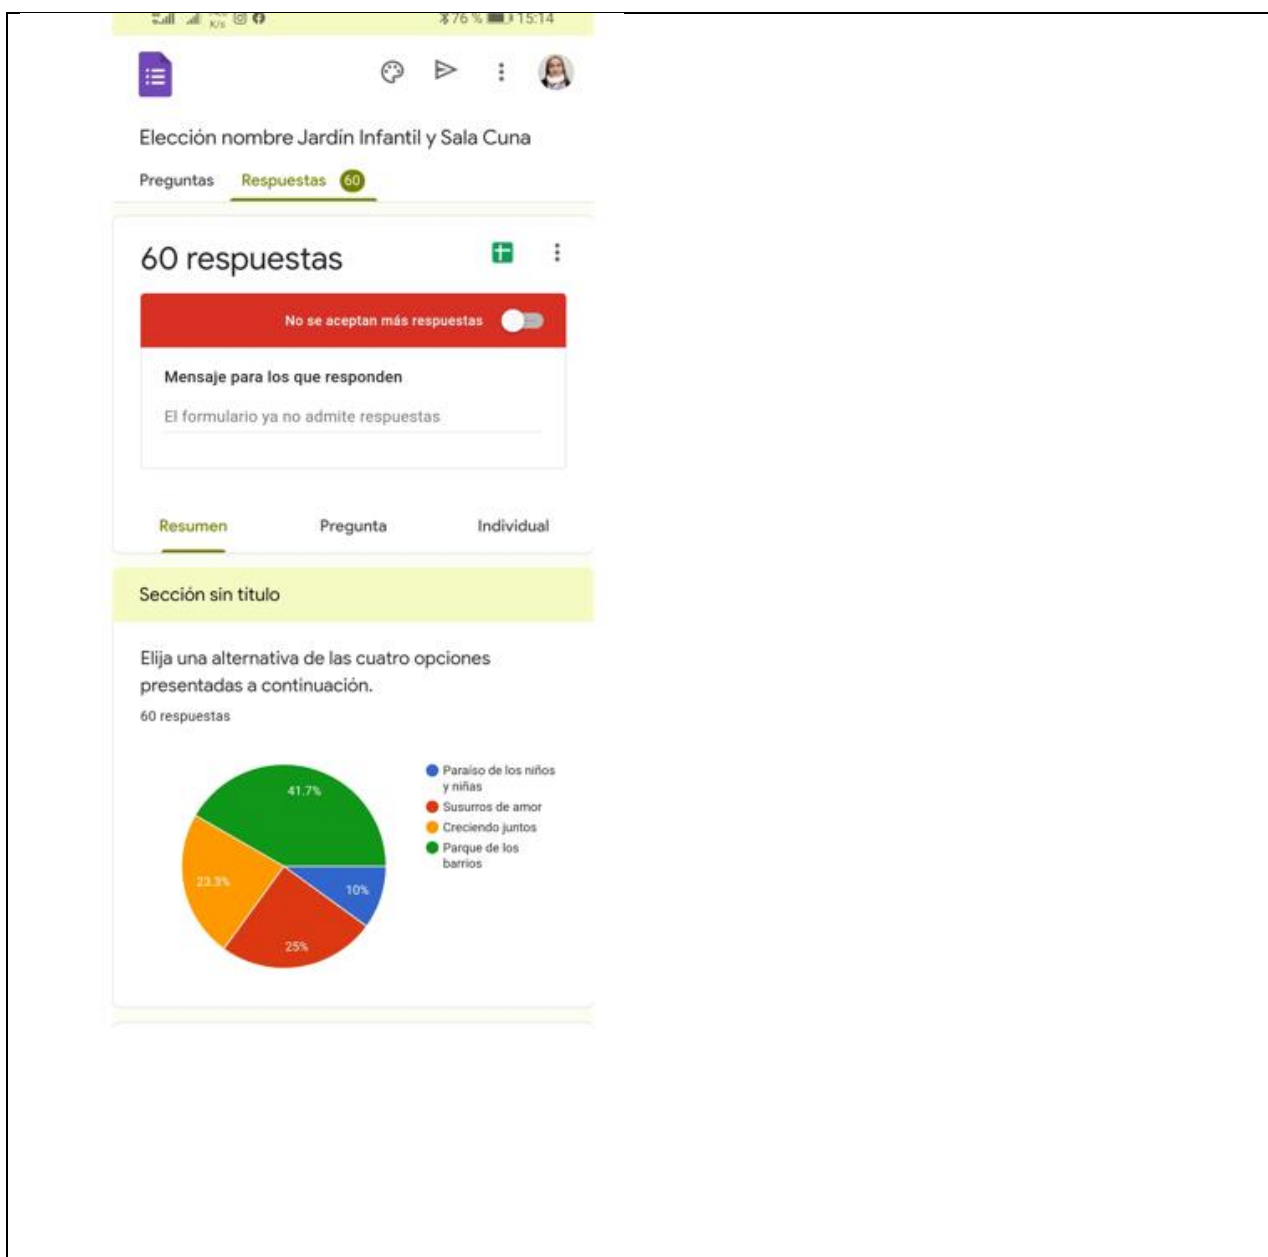 K/s 76 % 15:14
Elección nombre Jardín Infantil y Sala Cuna
Preguntas Respuestas 60
60 respuestas
No se aceptan más respuestas
Mensaje para los que responden
El formulario ya no admite respuestas
Resumen Pregunta Individual
Sección sin título
Elija una alternativa de las cuatro opciones
presentadas a continuación.
60 respuestas
41.7%
23.3%
10%
25%
Paraíso de los niños
y niñas
Susurros de amor
Creciendo juntos
Parque de los
barrios